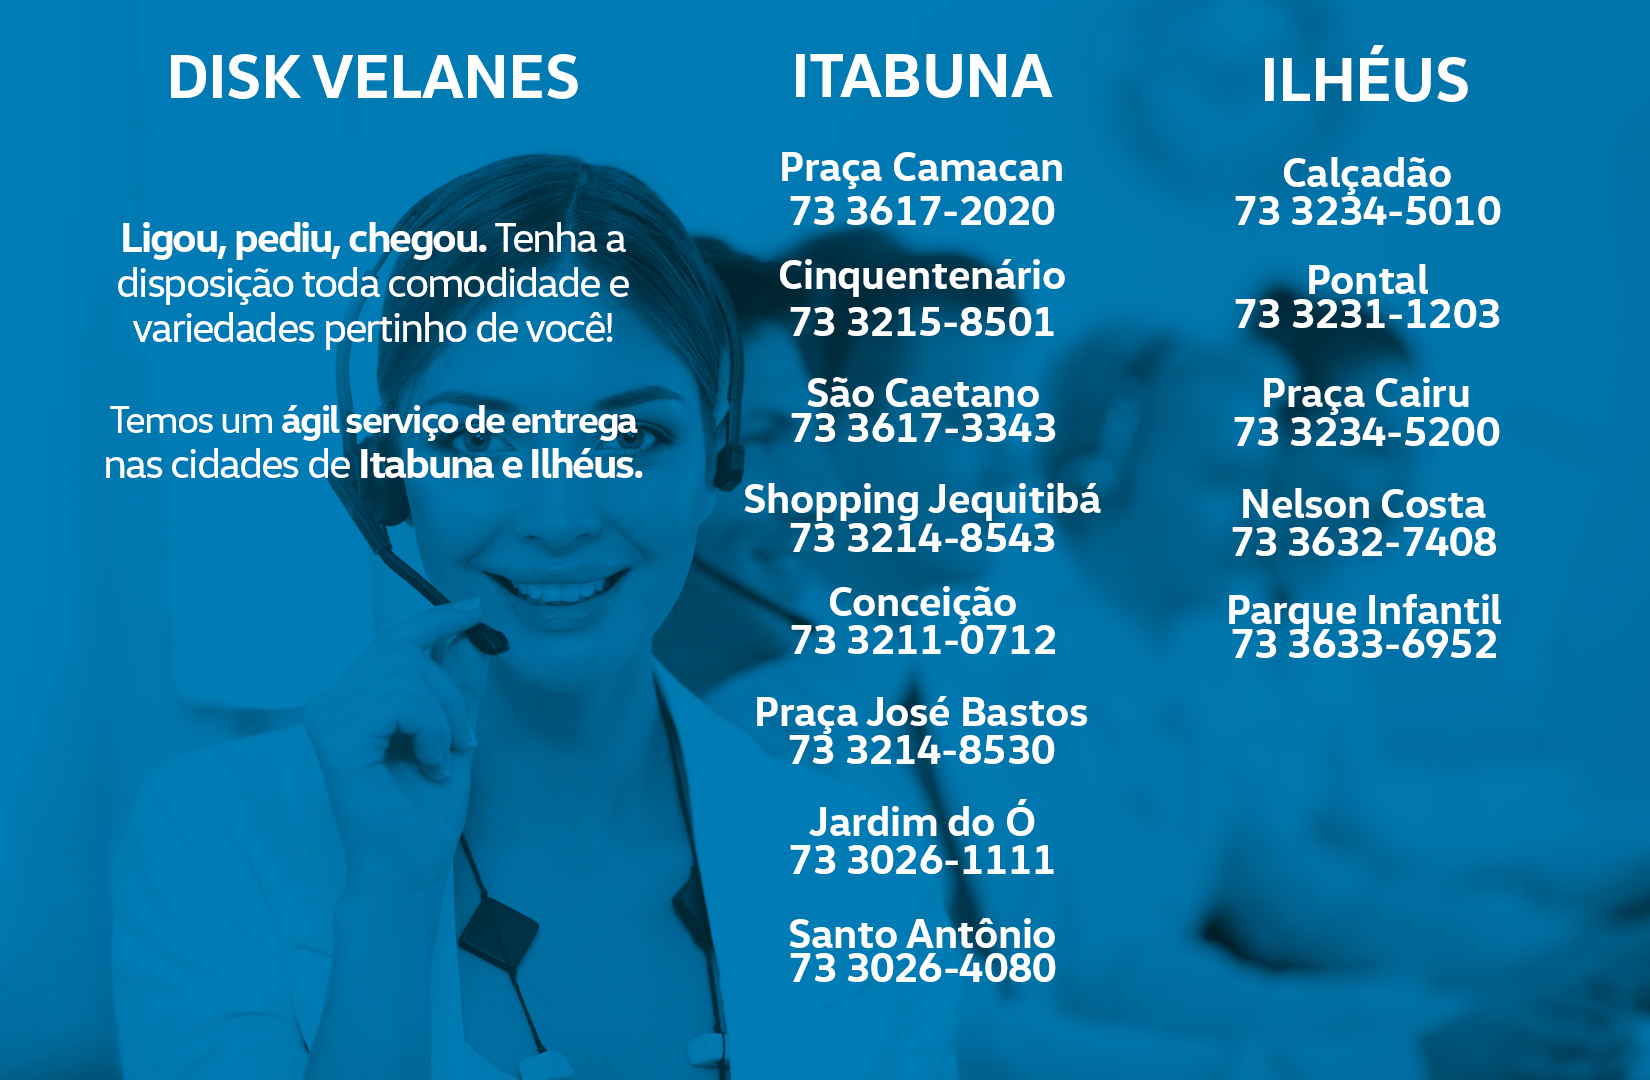 DISK VELANES
Ligou, pediu, chegou. Tenha a
disposição toda comodidade e
variedades pertinho de você!
Temos um ágil serviço de entrega
nas cidades de Itabuna e Ilhéus.
ITABUNA
Praça Camacan
73 3617-2020
Cinquentenário
73 3215-8501
São Caetano
73 3617-3343
Shopping Jequitibá
73 3214-8543
Conceição
73 3211-0712
Praça José Bastos
73 3214-8530
Jardim do Ó
73 3026-1111
Santo Antônio
73 3026-4080
ILHÉUS
Calçadão
73 3234-5010
Pontal
73 3231-1203
Praça Cairu
73 3234-5200
Nelson Costa
73 3632-7408
Parque Infantil
73 3633-6952